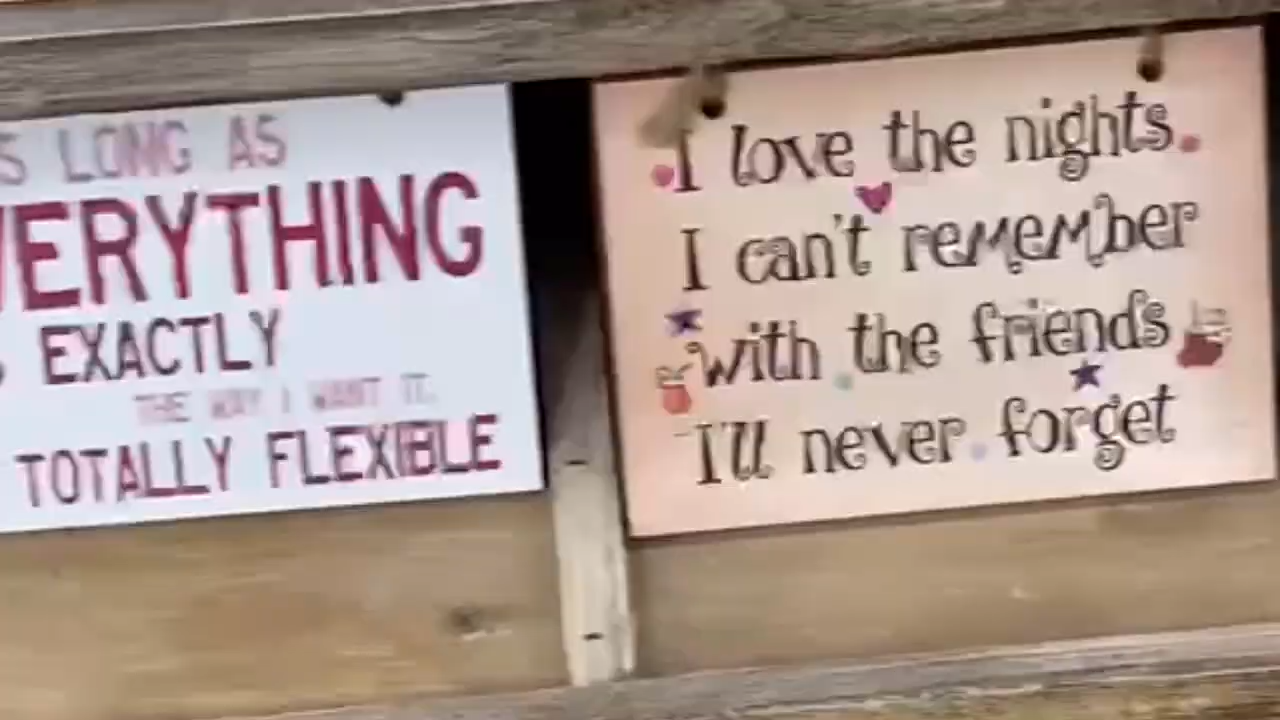 S LONG AS
VERYTHING
S EXACTLY
THE WAY I WANT IT,
TOTALLY FLEXIBLE
I love the nights
I can't remember
with the friends
I'll never forget